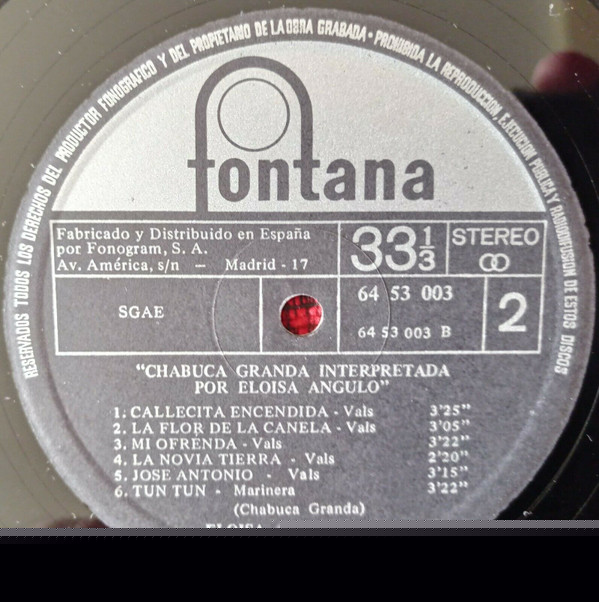 RESERVADOS TODOS LOS DERECHOS DEL PRODUCTOR FONOGRAFICO Y DEL PROPIETARIO DE LA OBRA GRABADA • PROHIBIDA LA REPRODUCCION, EJECUCION PUBLICA Y RADIODIFUSION DE ESTOS DISCOS
fontana
Fabricado y Distribuido en España
por Fonogram, S. A.
Av. América, s/n — Madrid - 17
33 1/3
STEREO
SGAE
64 53 003
64 53 003 B
2
"CHABUCA GRANDA INTERPRETADA
POR ELOISA ANGULO"
1. CALLECITA ENCENDIDA - Vals 3'25"
2. LA FLOR DE LA CANELA - Vals 3'05"
3. MI OFRENDA - Vals 3'22"
4. LA NOVIA TIERRA - Vals 2'20"
5. JOSE ANTONIO - Vals 3'15"
6. TUN TUN - Marinera 3'22"
(Chabuca Granda)
ELOISA